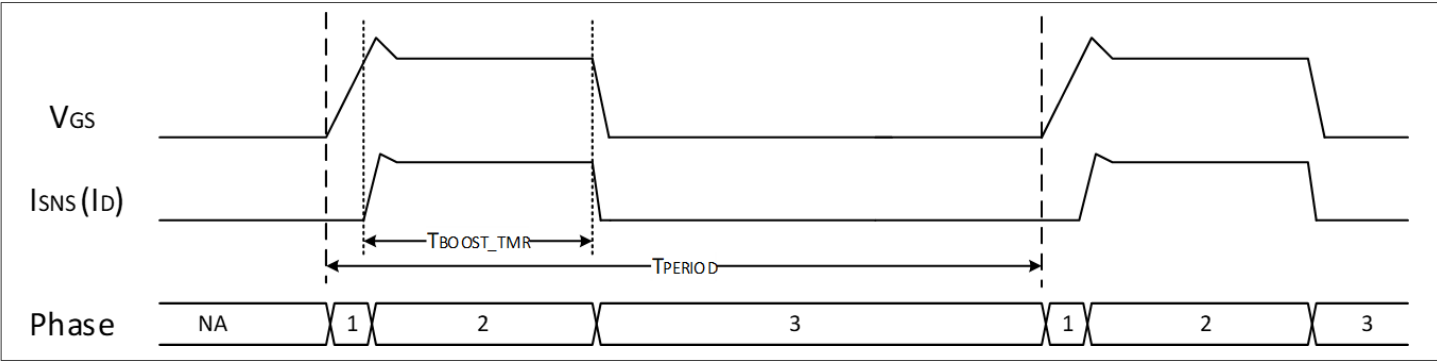 VGS
ISNS (ID)
TBOOST_TMR
TPERIOD
Phase NA 1 2 3 1 2 3